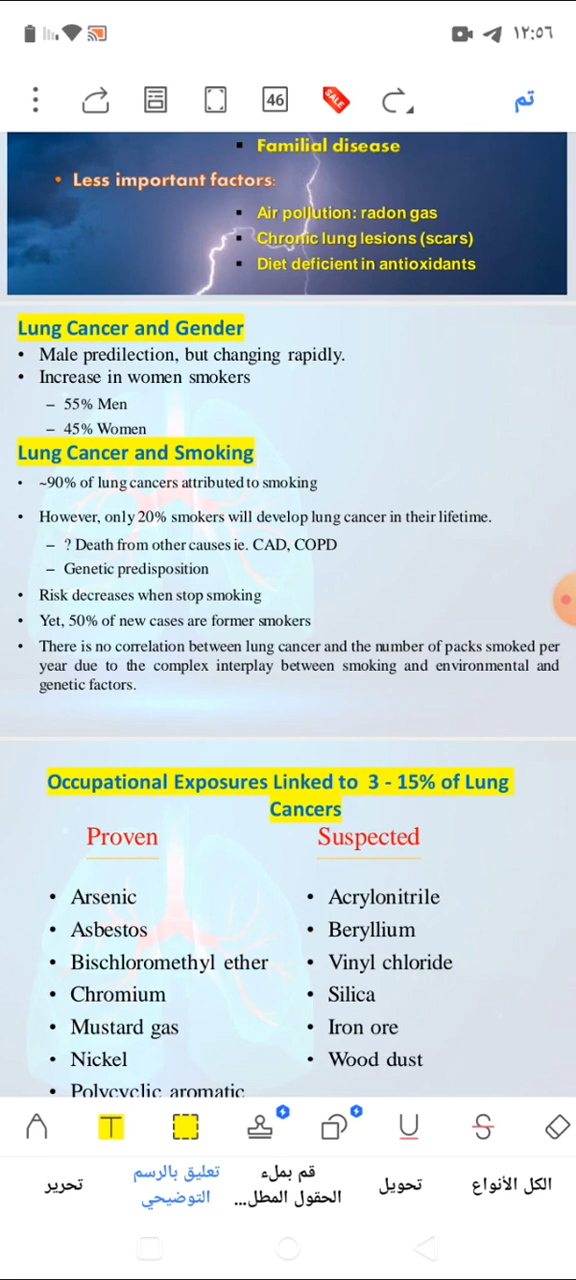 ١٢:٥٦
46
SALE
تم
▪ Familial disease
• Less important factors:
▪ Air pollution: radon gas
▪ Chronic lung lesions (scars)
▪ Diet deficient in antioxidants
Lung Cancer and Gender
• Male predilection, but changing rapidly.
• Increase in women smokers
– 55% Men
– 45% Women
Lung Cancer and Smoking
• ~90% of lung cancers attributed to smoking
• However, only 20% smokers will develop lung cancer in their lifetime.
– ? Death from other causes ie. CAD, COPD
– Genetic predisposition
• Risk decreases when stop smoking
• Yet, 50% of new cases are former smokers
• There is no correlation between lung cancer and the number of packs smoked per
year due to the complex interplay between smoking and environmental and
genetic factors.
Occupational Exposures Linked to 3 - 15% of Lung
Cancers
Proven
• Arsenic
• Asbestos
• Bischloromethyl ether
• Chromium
• Mustard gas
• Nickel
• Polycyclic aromatic
Suspected
• Acrylonitrile
• Beryllium
• Vinyl chloride
• Silica
• Iron ore
• Wood dust
T
U
S
الكل الأنواع
تحويل
قم بملء
الحقول المطل...
تعليق بالرسم
التوضيحي
تحرير